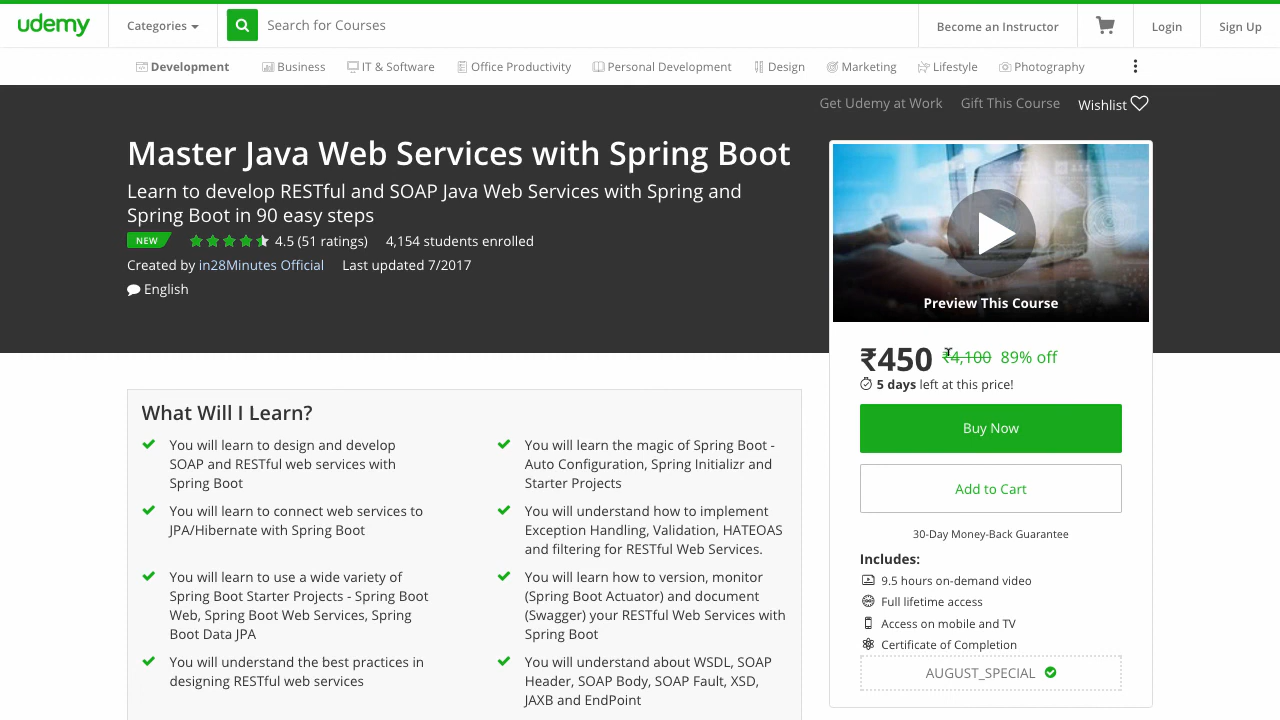 udemy
Categories
Search for Courses
Become an Instructor
Login
Sign Up
Development
Business
IT & Software
Office Productivity
Personal Development
Design
Marketing
Lifestyle
Photography
Get Udemy at Work
Gift This Course
Wishlist
Master Java Web Services with Spring Boot
Learn to develop RESTful and SOAP Java Web Services with Spring and
Spring Boot in 90 easy steps
NEW
4.5 (51 ratings)
4,154 students enrolled
Created by in28Minutes Official
Last updated 7/2017
English
Preview This Course
₹450 ₹4,100 89% off
5 days left at this price!
Buy Now
Add to Cart
30-Day Money-Back Guarantee
Includes:
9.5 hours on-demand video
Full lifetime access
Access on mobile and TV
Certificate of Completion
AUGUST_SPECIAL
What Will I Learn?
You will learn to design and develop
SOAP and RESTful web services with
Spring Boot
You will learn to connect web services to
JPA/Hibernate with Spring Boot
You will learn to use a wide variety of
Spring Boot Starter Projects - Spring Boot
Web, Spring Boot Web Services, Spring
Boot Data JPA
You will understand the best practices in
designing RESTful web services
You will learn the magic of Spring Boot -
Auto Configuration, Spring Initializr and
Starter Projects
You will understand how to implement
Exception Handling, Validation, HATEOAS
and filtering for RESTful Web Services.
You will learn how to version, monitor
(Spring Boot Actuator) and document
(Swagger) your RESTful Web Services with
Spring Boot
You will understand about WSDL, SOAP
Header, SOAP Body, SOAP Fault, XSD,
JAXB and EndPoint